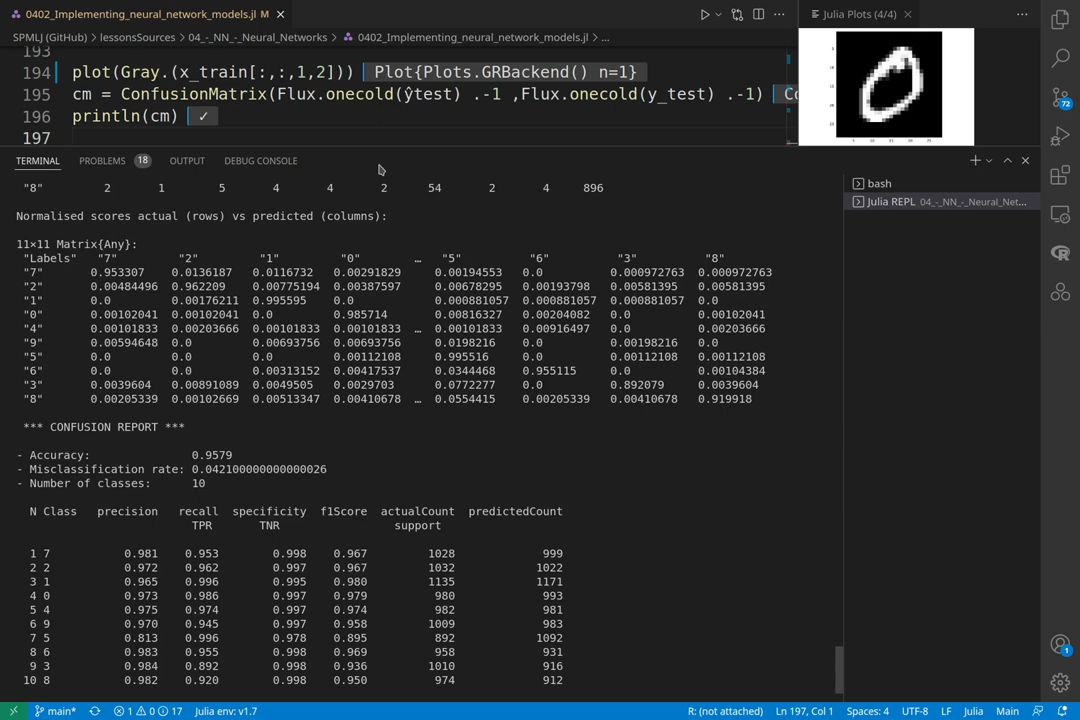 0402_Implementing_neural_network_models.jl M
Julia Plots (4/4)
SPMLJ (GitHub) > lessonsSources > 04_-_NN_-_Neural_Networks > 0402_Implementing_neural_network_models.jl > ...
193
194 plot(Gray.(x_train[:,:,1,2])) Plot{Plots.GRBackend() n=1}
195 cm = ConfusionMatrix(Flux.onecold(ŷtest) .-1 ,Flux.onecold(y_test) .-1) Co
196 println(cm) ✓
197
TERMINAL PROBLEMS 18 OUTPUT DEBUG CONSOLE
bash
Julia REPL 04_-_NN_-_Neural_Net...
72
"8" 2 1 5 4 4 2 54 2 4 896
Normalised scores actual (rows) vs predicted (columns):
11×11 Matrix{Any}:
"Labels" "7" "2" "1" "0" … "5" "6" "3" "8"
"7" 0.953307 0.0136187 0.0116732 0.00291829 0.00194553 0.0 0.000972763 0.000972763
"2" 0.00484496 0.962209 0.00775194 0.00387597 0.00678295 0.00193798 0.00581395 0.00581395
"1" 0.0 0.00176211 0.995595 0.0 0.000881057 0.000881057 0.000881057 0.0
"0" 0.00102041 0.00102041 0.0 0.985714 0.00816327 0.00204082 0.0 0.00102041
"4" 0.00101833 0.00203666 0.00101833 0.00101833 … 0.00101833 0.00916497 0.0 0.00203666
"9" 0.00594648 0.0 0.00693756 0.00693756 0.0198216 0.0 0.00198216 0.0
"5" 0.0 0.0 0.0 0.00112108 0.995516 0.0 0.00112108 0.00112108
"6" 0.0 0.0 0.00313152 0.00417537 0.0344468 0.955115 0.0 0.00104384
"3" 0.0039604 0.00891089 0.0049505 0.0029703 0.0772277 0.0 0.892079 0.0039604
"8" 0.00205339 0.00102669 0.00513347 0.00410678 … 0.0554415 0.00205339 0.00410678 0.919918
*** CONFUSION REPORT ***
- Accuracy: 0.9579
- Misclassification rate: 0.042100000000000026
- Number of classes: 10
N Class precision recall specificity f1Score actualCount predictedCount
TPR TNR support
1 7 0.981 0.953 0.998 0.967 1028 999
2 2 0.972 0.962 0.997 0.967 1032 1022
3 1 0.965 0.996 0.995 0.980 1135 1171
4 0 0.973 0.986 0.997 0.979 980 993
5 4 0.975 0.974 0.997 0.974 982 981
6 9 0.970 0.945 0.997 0.958 1009 983
7 5 0.813 0.996 0.978 0.895 892 1092
8 6 0.983 0.955 0.998 0.969 958 931
9 3 0.984 0.892 0.998 0.936 1010 916
10 8 0.982 0.920 0.998 0.950 974 912
1
main* 1 0 17 Julia env: v1.7 R: (not attached) Ln 197, Col 1 Spaces: 4 UTF-8 LF Julia Main